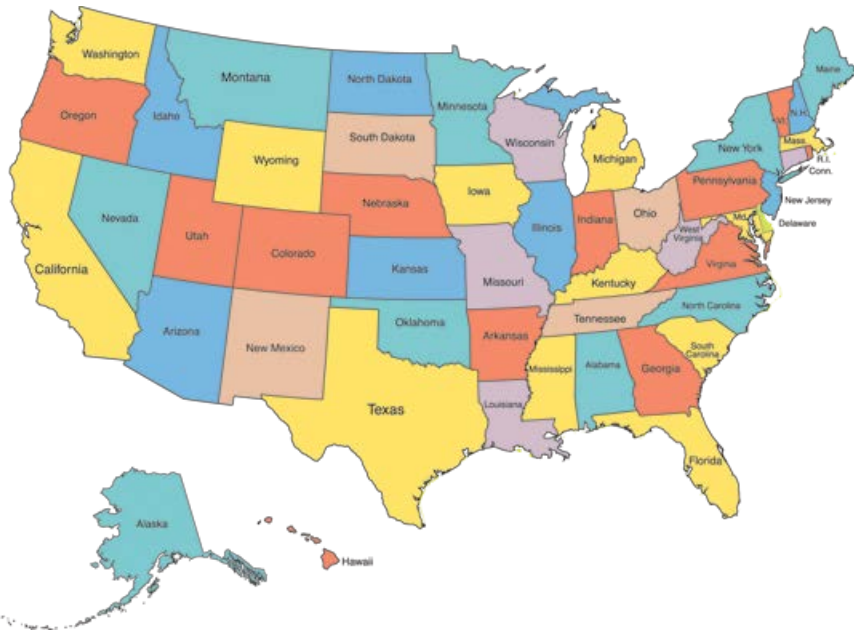 Washington
Montana
North Dakota
Minnesota
Maine
Oregon
Idaho
South Dakota
Wisconsin
Michigan
New York
Vt.
N.H.
Mass.
R.I.
Conn.
Wyoming
Iowa
Nebraska
Pennsylvania
New Jersey
Nevada
Utah
Colorado
Illinois
Indiana
Ohio
Md.
Delaware
West
Virginia
Virginia
California
Kansas
Missouri
Kentucky
Arizona
New Mexico
Oklahoma
Arkansas
Tennessee
North Carolina
South
Carolina
Texas
Louisiana
Mississippi
Alabama
Georgia
Florida
Alaska
Hawaii